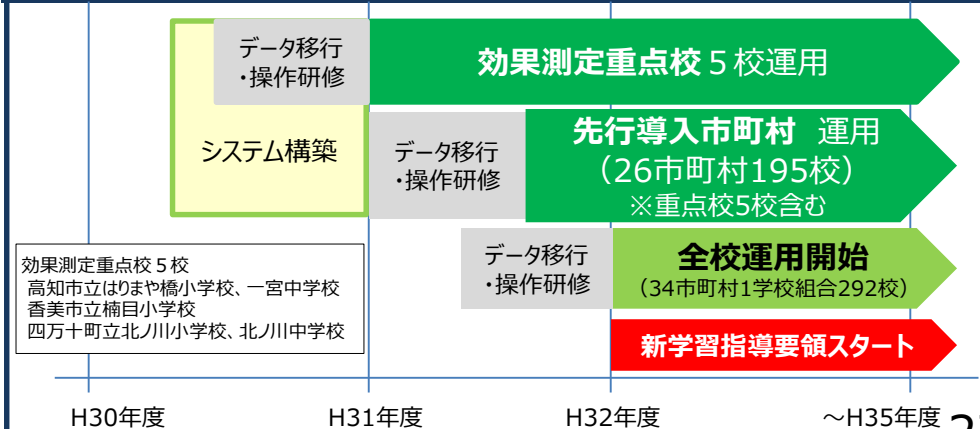 データ移行
・操作研修
効果測定重点校５校運用
システム構築
データ移行
・操作研修
先行導入市町村　運用
（26市町村195校）
※重点校5校含む
データ移行
・操作研修
全校運用開始
（34市町村1学校組合292校）
効果測定重点校５校
高知市立はりまや橋小学校、一宮中学校
香美市立楠目小学校
四万十町立北ノ川小学校、北ノ川中学校
新学習指導要領スタート
H30年度
H31年度
H32年度
～H35年度